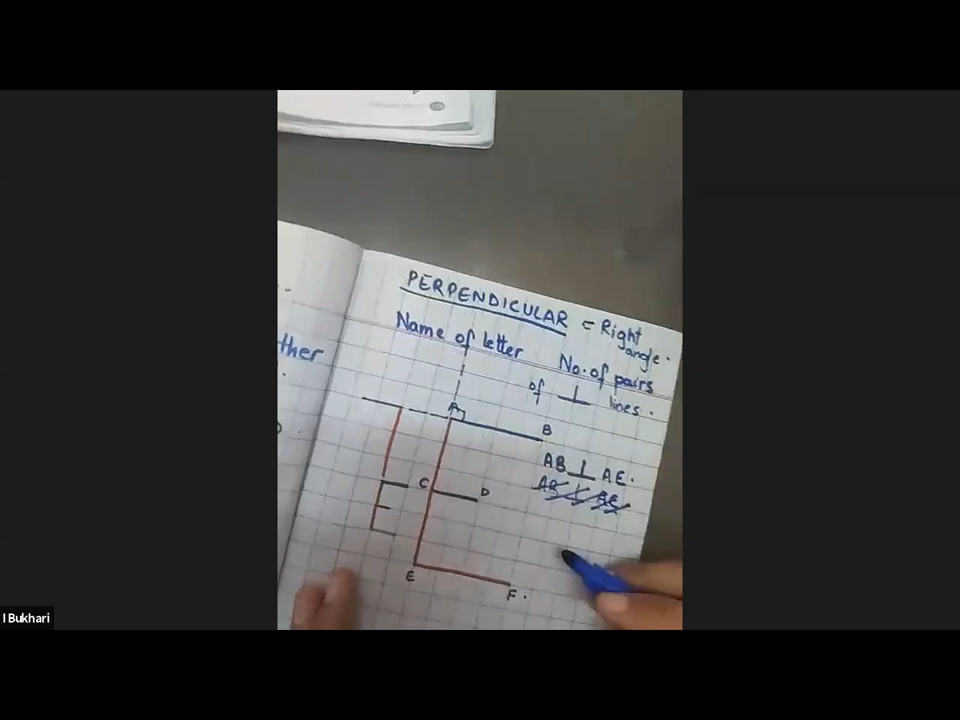 PERPENDICULAR = Right
angle.
Name of letter
No. of pairs
of ⊥ lines.
ther
A
B
AB ⊥ AE.
C
D
E
F.
I Bukhari